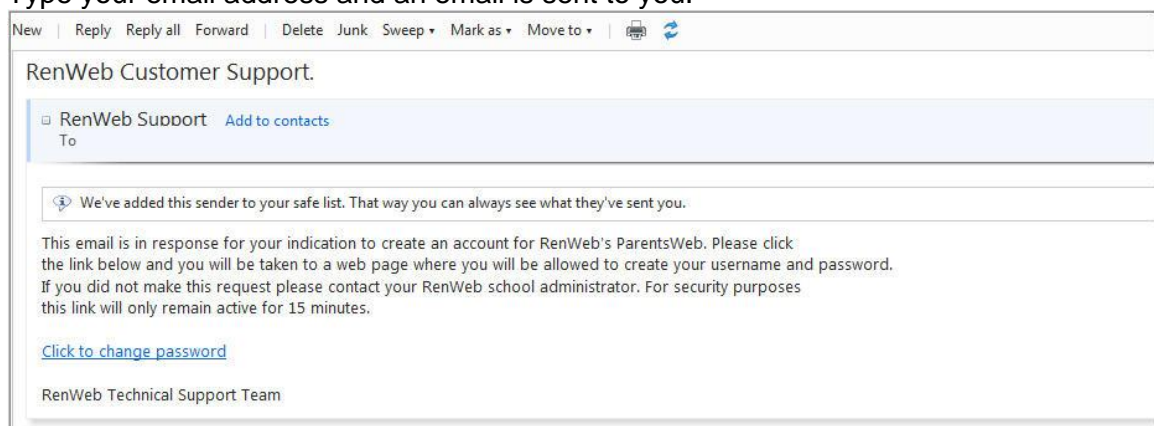 Type your email address and an email is sent to you.
New | Reply Reply all Forward | Delete Junk Sweep ▾ Mark as ▾ Move to ▾ |
RenWeb Customer Support.
RenWeb Support Add to contacts
To
We've added this sender to your safe list. That way you can always see what they've sent you.
This email is in response for your indication to create an account for RenWeb's ParentsWeb. Please click
the link below and you will be taken to a web page where you will be allowed to create your username and password.
If you did not make this request please contact your RenWeb school administrator. For security purposes
this link will only remain active for 15 minutes.
Click to change password
RenWeb Technical Support Team